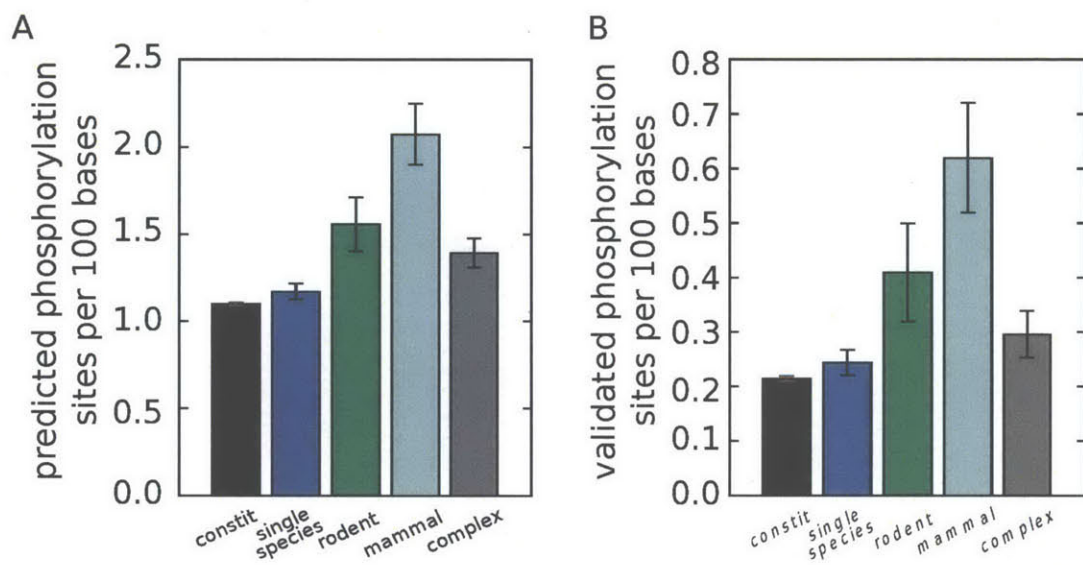 A
predicted phosphorylation
sites per 100 bases
2.5
2.0
1.5
1.0
0.5
0.0
constit
single
species
rodent
mammal
complex
B
validated phosphorylation
sites per 100 bases
0.8
0.7
0.6
0.5
0.4
0.3
0.2
0.1
0.0
constit
single
species
rodent
mammal
complex